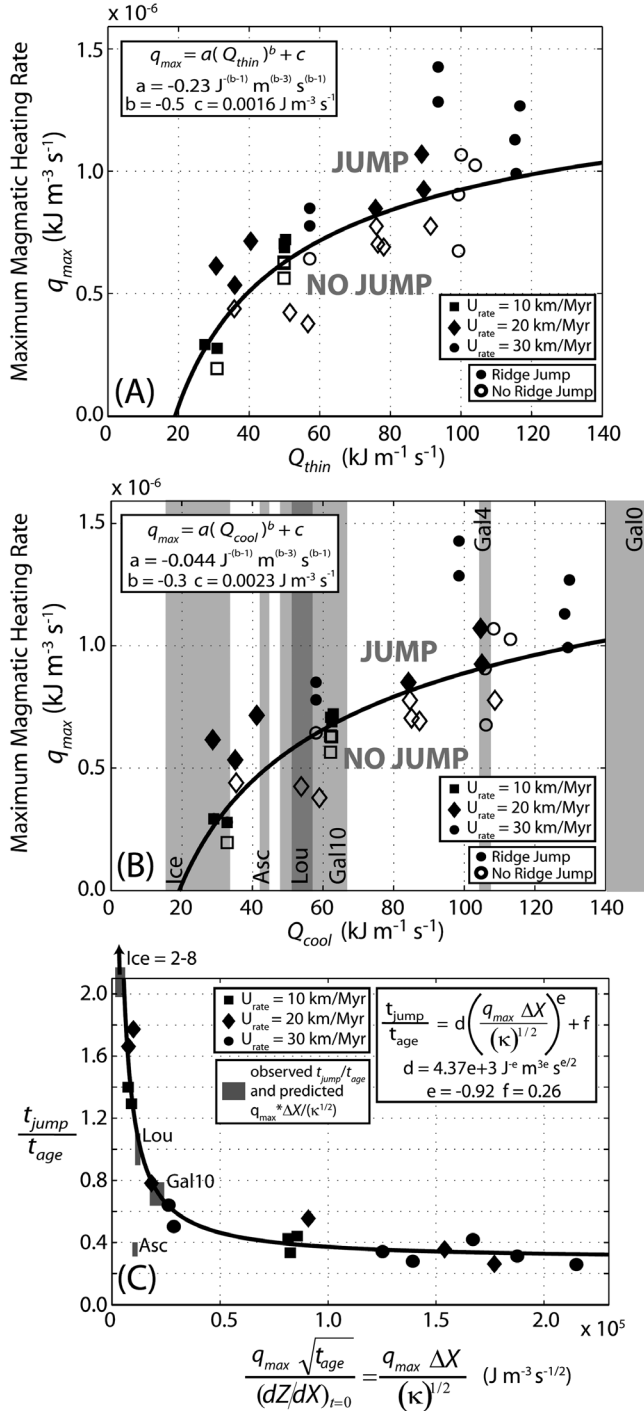 x 10⁻⁶
1.5
1.0
0.5
0.0
Maximum Magmatic Heating Rate
q_max (kJ m⁻³ s⁻¹)
q_max = a( Q_thin )^b + c
a = -0.23 J^-(b-1) m^(b-3) s^(b-1)
b = -0.5 c = 0.0016 J m⁻³ s⁻¹
JUMP
NO JUMP
U_rate = 10 km/Myr
U_rate = 20 km/Myr
U_rate = 30 km/Myr
Ridge Jump
No Ridge Jump
(A)
0 20 40 60 80 100 120 140
Q_thin (kJ m⁻¹ s⁻¹)
x 10⁻⁶
1.5
1.0
0.5
0.0
Maximum Magmatic Heating Rate
q_max (kJ m⁻³ s⁻¹)
q_max = a( Q_cool )^b + c
a = -0.044 J^-(b-1) m^(b-3) s^(b-1)
b = -0.3 c = 0.0023 J m⁻³ s⁻¹
Gal4
Gal0
JUMP
NO JUMP
U_rate = 10 km/Myr
U_rate = 20 km/Myr
U_rate = 30 km/Myr
Ridge Jump
No Ridge Jump
(B)
Ice
Asc
Lou
Gal10
0 20 40 60 80 100 120 140
Q_cool (kJ m⁻¹ s⁻¹)
Ice = 2-8
2.0
1.6
1.2
0.8
0.4
0.0
t_jump
t_age
U_rate = 10 km/Myr
U_rate = 20 km/Myr
U_rate = 30 km/Myr
observed t_jump/t_age
and predicted
q_max*ΔX/(κ^1/2)
t_jump/t_age = d(q_max ΔX/(κ)^1/2)^e + f
d = 4.37e+3 J^-e m^3e s^e/2
e = -0.92 f = 0.26
Lou
Gal10
Asc
(C)
0 0.5 1.0 1.5 2.0
x 10⁵
q_max √t_age/(dZ/dX)_t=0 = q_max ΔX/(κ)^1/2 (J m⁻³ s^-1/2)